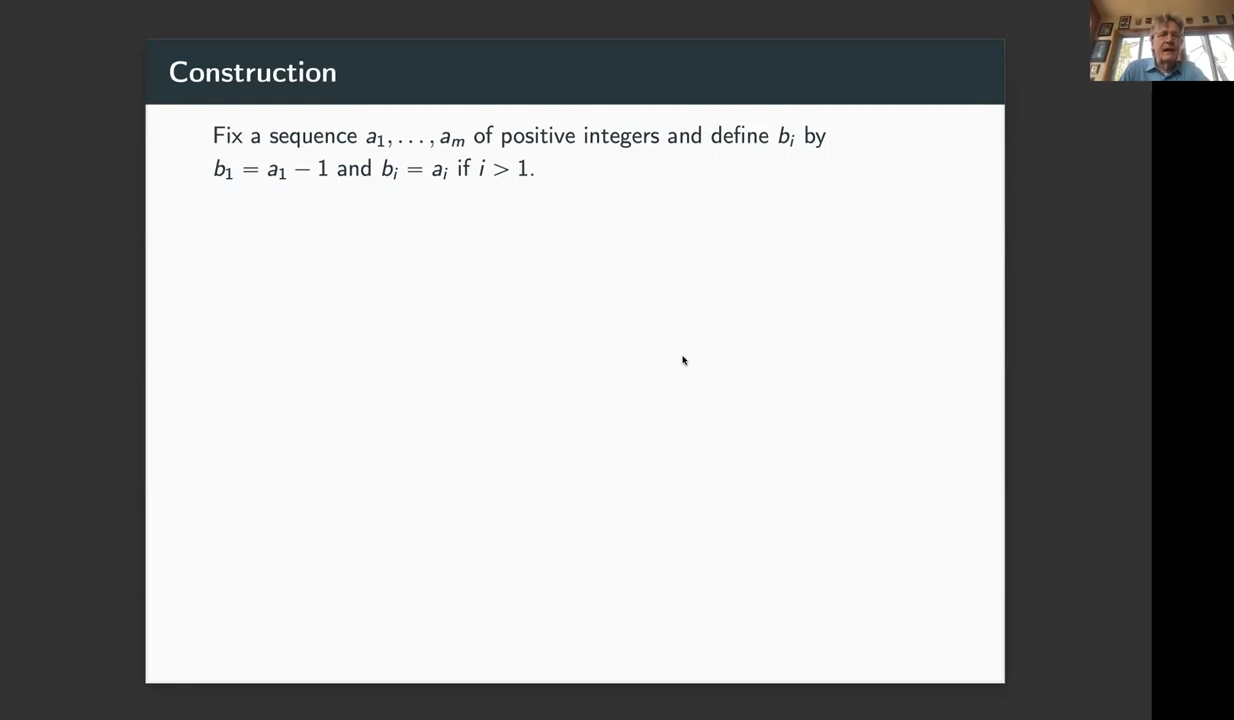 Construction
Fix a sequence a₁, . . . , aₘ of positive integers and define bᵢ by
b₁ = a₁ − 1 and bᵢ = aᵢ if i > 1.